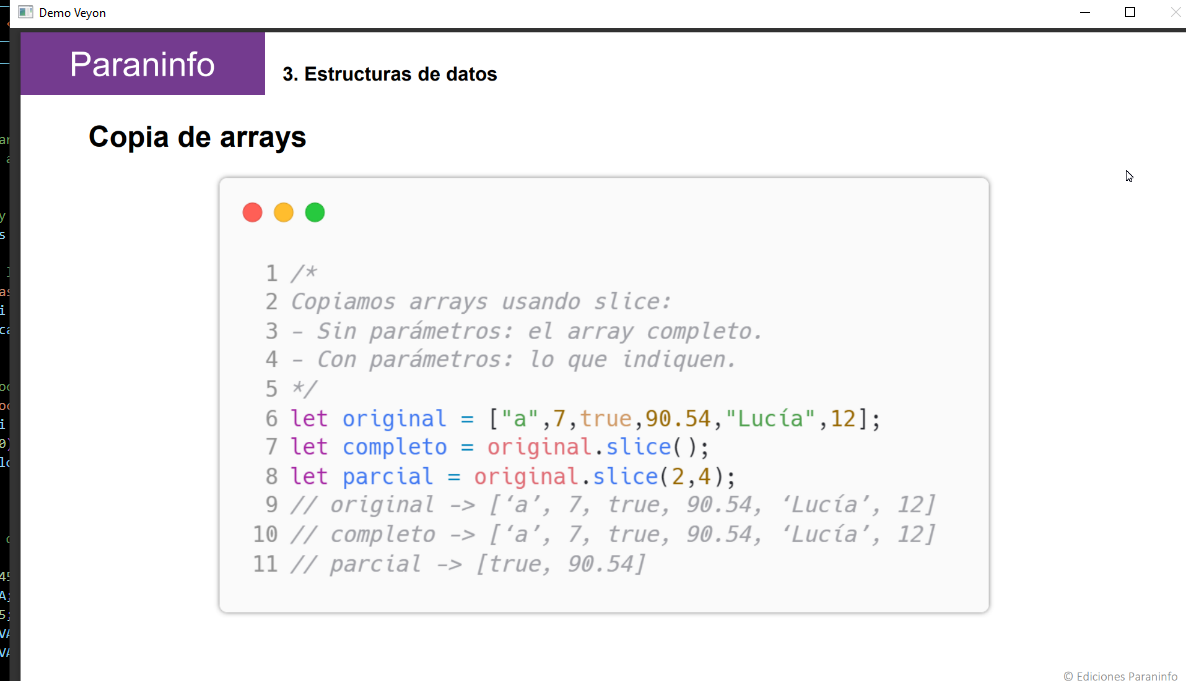 Demo Veyon
Paraninfo
3. Estructuras de datos
Copia de arrays
1 /*
2 Copiamos arrays usando slice:
3 - Sin parámetros: el array completo.
4 - Con parámetros: lo que indiquen.
5 */
6 let original = ["a",7,true,90.54,"Lucía",12];
7 let completo = original.slice();
8 let parcial = original.slice(2,4);
9 // original -> [‘a’, 7, true, 90.54, ‘Lucía’, 12]
10 // completo -> [‘a’, 7, true, 90.54, ‘Lucía’, 12]
11 // parcial -> [true, 90.54]
© Ediciones Paraninfo